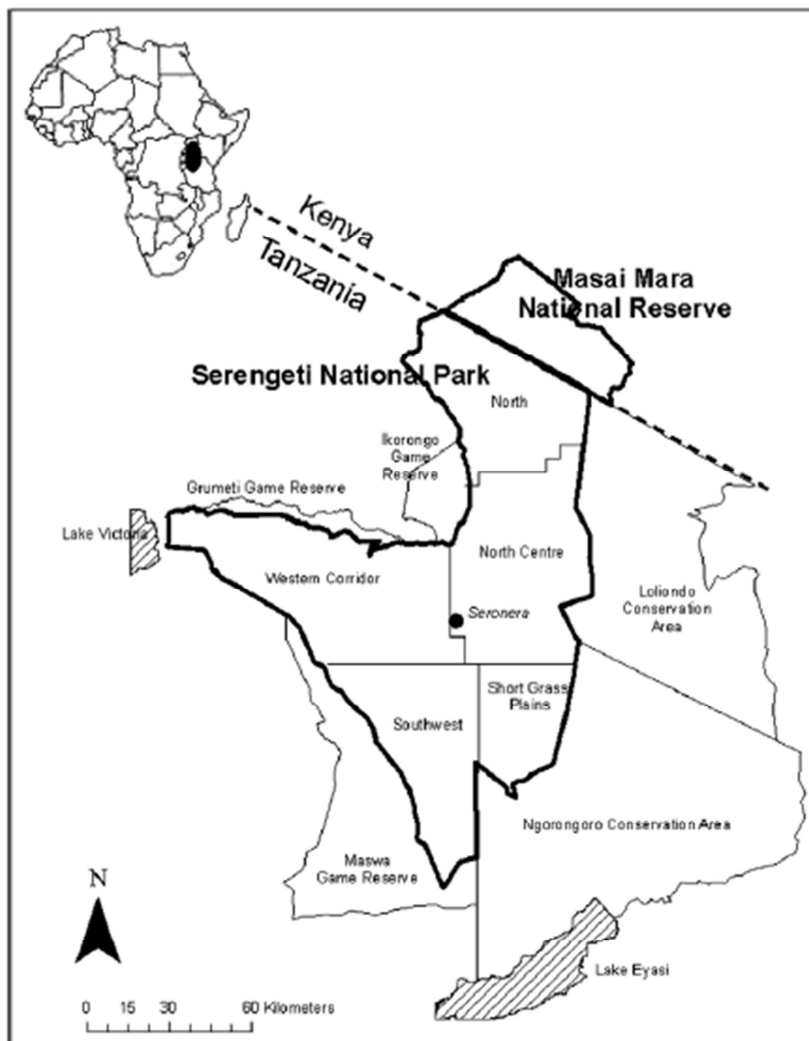 Kenya
Tanzania
Masai Mara
National Reserve
Serengeti National Park
North
Ikorongo
Game
Reserve
Grumeti Game Reserve
Lake Victoria
North Centre
Western Corridor
Loliondo
Conservation
Area
Seronera
Short Grass
Plains
Southwest
Ngorongoro Conservation Area
Maswa
Game Reserve
N
Lake Eyasi
0 15 30 60 Kilometers